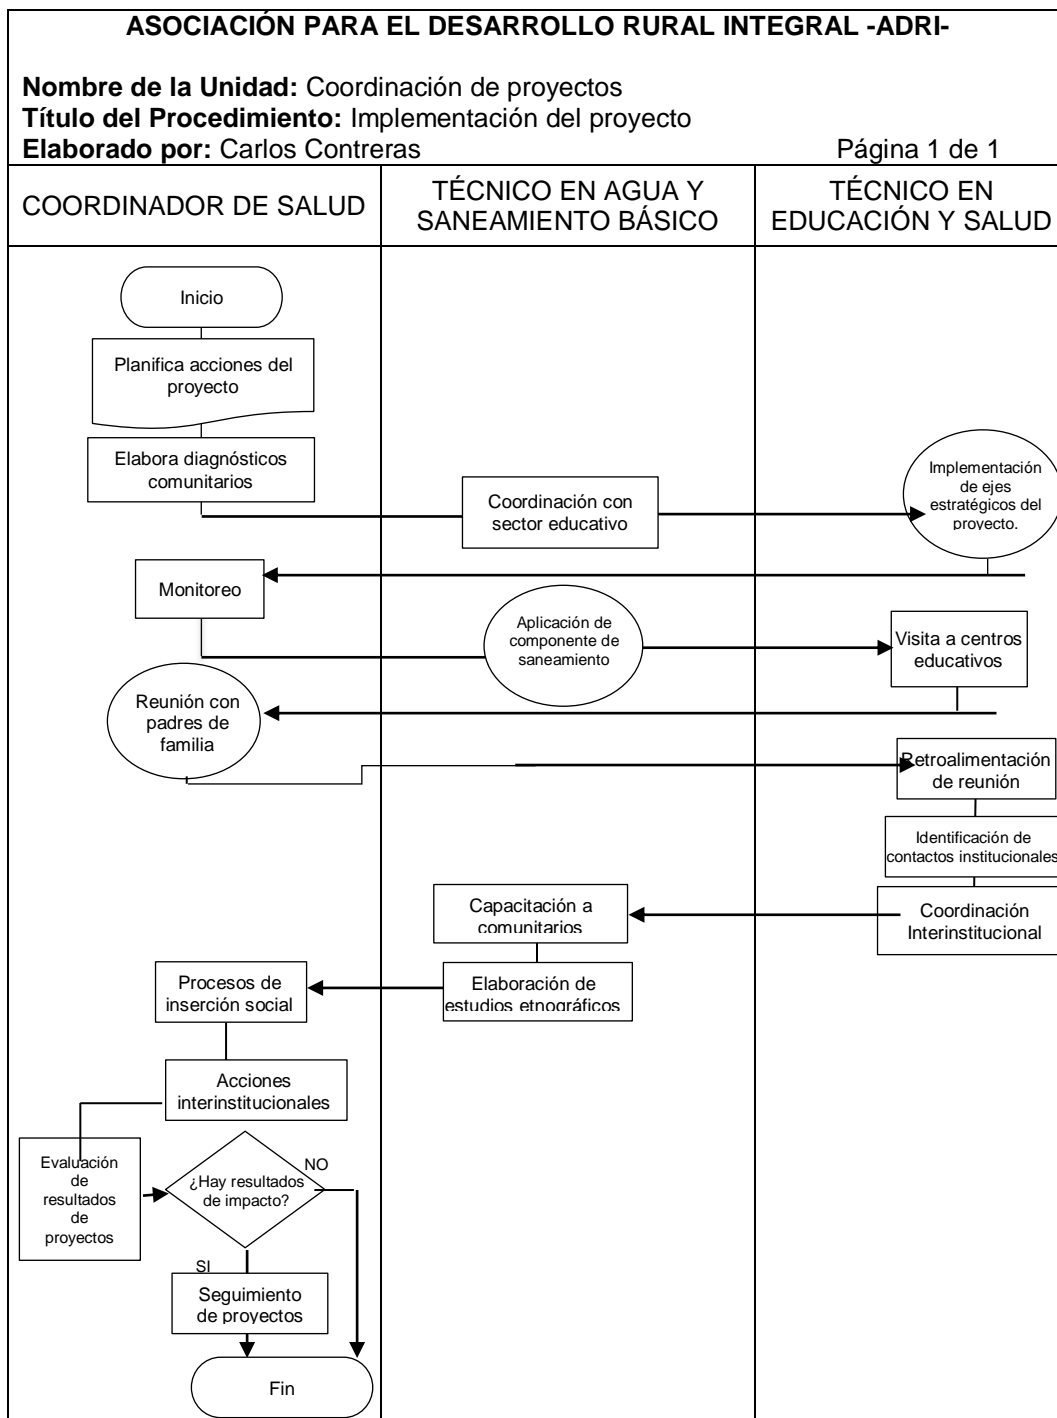 ASOCIACIÓN PARA EL DESARROLLO RURAL INTEGRAL -ADRI-
Nombre de la Unidad: Coordinación de proyectos
Título del Procedimiento: Implementación del proyecto
Elaborado por: Carlos Contreras
Página 1 de 1
COORDINADOR DE SALUD
TÉCNICO EN AGUA Y
SANEAMIENTO BÁSICO
TÉCNICO EN
EDUCACIÓN Y SALUD
Inicio
Planifica acciones del
proyecto
Elabora diagnósticos
comunitarios
Coordinación con
sector educativo
Implementación
de ejes
estratégicos del
proyecto.
Monitoreo
Aplicación de
componente de
saneamiento
Visita a centros
educativos
Reunión con
padres de
familia
Retroalimentación
de reunión
Identificación de
contactos institucionales
Coordinación
Interinstitucional
Capacitación a
comunitarios
Elaboración de
estudios etnográficos
Procesos de
inserción social
Acciones
interinstitucionales
Evaluación
de
resultados
de
proyectos
¿Hay resultados
de impacto?
NO
SI
Seguimiento
de proyectos
Fin